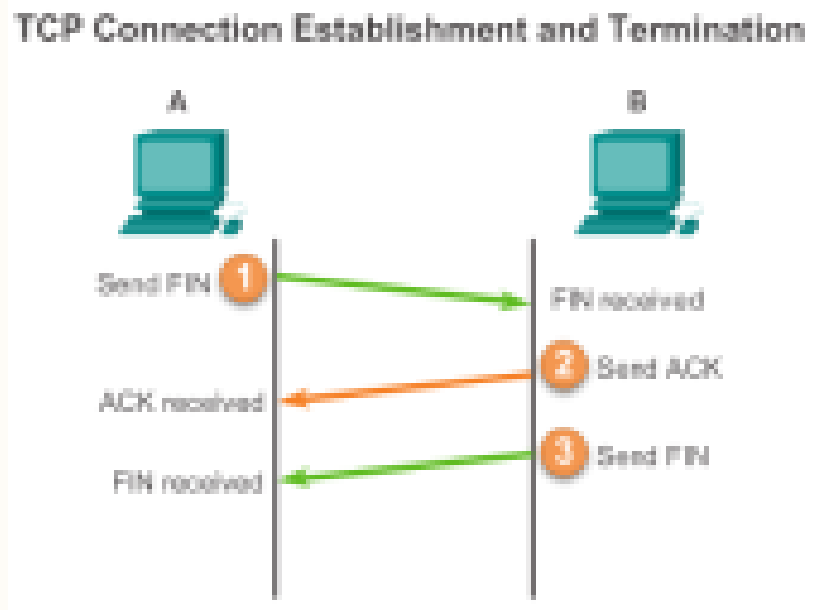 TCP Connection Establishment and Termination
A
B
Send FIN 1
FIN received
2 Send ACK
ACK received
3 Send FIN
FIN received